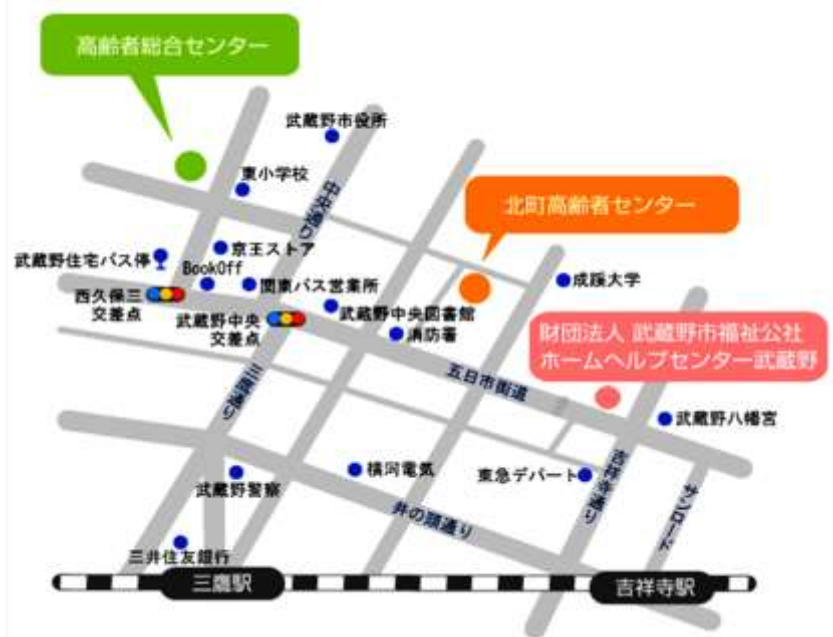 高齢者総合センター
武蔵野市役所
東小学校
中央通り
北町高齢者センター
武蔵野住宅バス停
京王ストア
BookOff
関東バス営業所
成蹊大学
西久保三
交差点
武蔵野中央
交差点
武蔵野中央図書館
消防署
財団法人 武蔵野市福祉公社
ホームヘルプセンター武蔵野
三鷹通り
五日市街道
武蔵野八幡宮
武蔵野警察
横河電気
東急デパート
吉祥寺通り
サンロード
井の頭通り
三井住友銀行
三鷹駅
吉祥寺駅